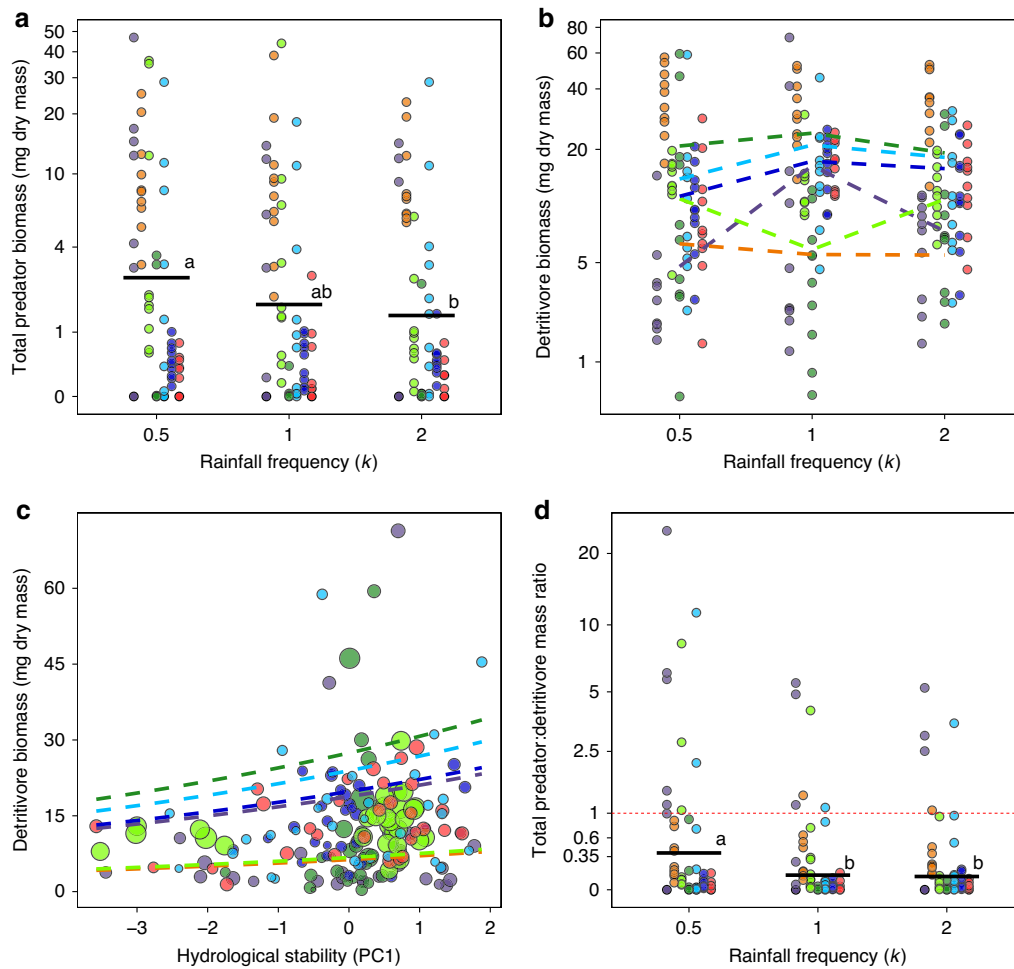 a
Total predator biomass (mg dry mass)
50
40
30
20
10
4
1
0
a
ab
b
0.5
1
2
Rainfall frequency (k)
b
Detritivore biomass (mg dry mass)
80
60
40
20
5
1
0.5
1
2
Rainfall frequency (k)
c
Detritivore biomass (mg dry mass)
60
45
30
15
0
−3
−2
−1
0
1
2
Hydrological stability (PC1)
d
Total predator:detritivore mass ratio
20
10
5
2.5
1
0.6
0.35
0
a
b
b
0.5
1
2
Rainfall frequency (k)